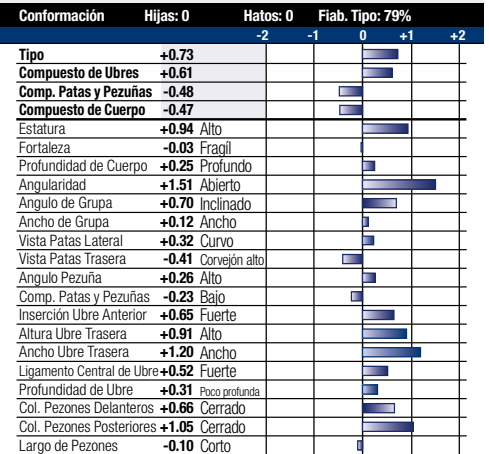 Conformación Hijas: 0 Hatos: 0 Fiab. Tipo: 79%
-2 -1 0 +1 +2
Tipo +0.73
Compuesto de Ubres +0.61
Comp. Patas y Pezuñas -0.48
Compuesto de Cuerpo -0.47
Estatura +0.94 Alto
Fortaleza -0.03 Fragíl
Profundidad de Cuerpo +0.25 Profundo
Angularidad +1.51 Abierto
Angulo de Grupa +0.70 Inclinado
Ancho de Grupa +0.12 Ancho
Vista Patas Lateral +0.32 Curvo
Vista Patas Trasera -0.41 Corvejón alto
Angulo Pezuña +0.26 Alto
Comp. Patas y Pezuñas -0.23 Bajo
Inserción Ubre Anterior +0.65 Fuerte
Altura Ubre Trasera +0.91 Alto
Ancho Ubre Trasera +1.20 Ancho
Ligamento Central de Ubre +0.52 Fuerte
Profundidad de Ubre +0.31 Poco profunda
Col. Pezones Delanteros +0.66 Cerrado
Col. Pezones Posteriores +1.05 Cerrado
Largo de Pezones -0.10 Corto